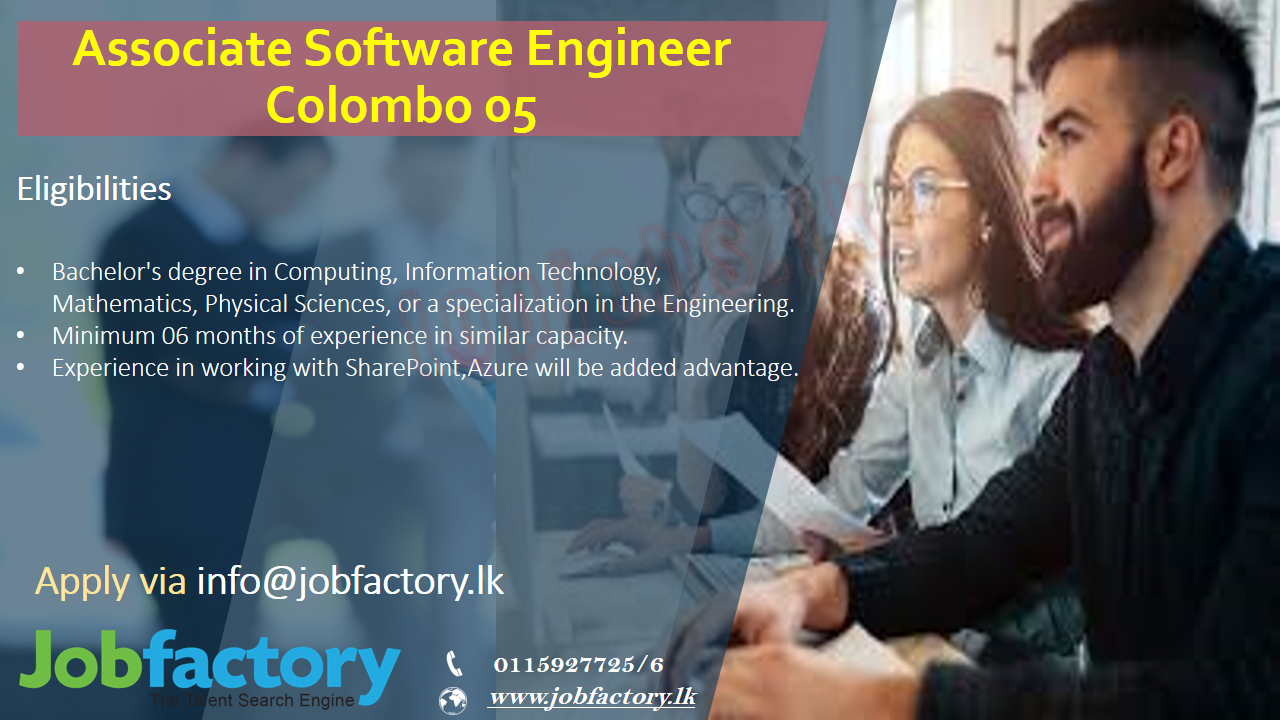 Associate Software Engineer
Colombo 05
Eligibilities
• Bachelor's degree in Computing, Information Technology,
Mathematics, Physical Sciences, or a specialization in the Engineering.
• Minimum 06 months of experience in similar capacity.
• Experience in working with SharePoint,Azure will be added advantage.
Apply via info@jobfactory.lk
Jobfactory
The Talent Search Engine
0115927725/6
www.jobfactory.lk